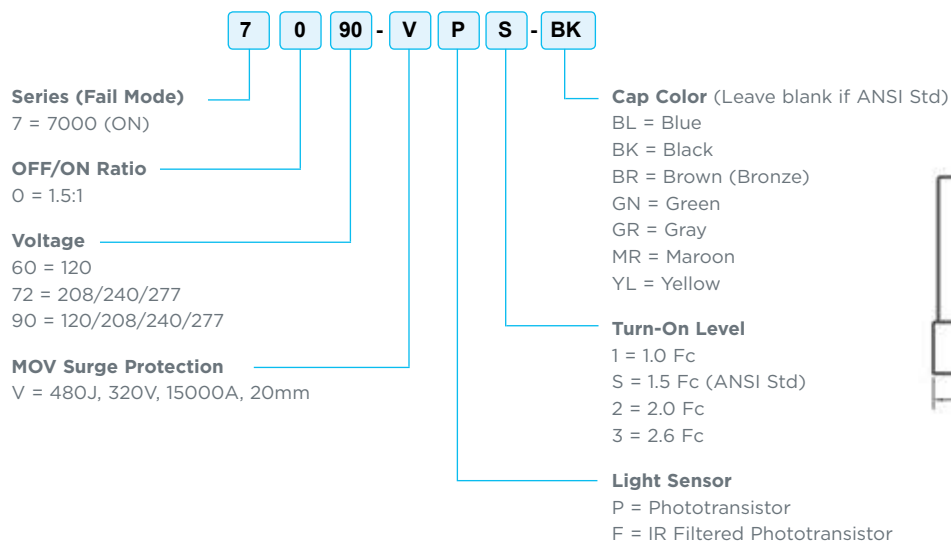 7 0 90 - V P S - BK
Series (Fail Mode)
7 = 7000 (ON)
OFF/ON Ratio
0 = 1.5:1
Voltage
60 = 120
72 = 208/240/277
90 = 120/208/240/277
MOV Surge Protection
V = 480J, 320V, 15000A, 20mm
Cap Color (Leave blank if ANSI Std)
BL = Blue
BK = Black
BR = Brown (Bronze)
GN = Green
GR = Gray
MR = Maroon
YL = Yellow
Turn-On Level
1 = 1.0 Fc
S = 1.5 Fc (ANSI Std)
2 = 2.0 Fc
3 = 2.6 Fc
Light Sensor
P = Phototransistor
F = IR Filtered Phototransistor